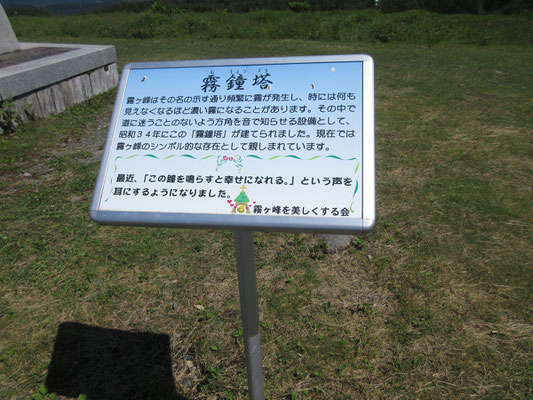 む しょう とう
霧鐘塔
霧ヶ峰はその名の示す通り頻繁に霧が発生し、時には何も
見えなくなるほど濃い霧になることがあります。その中で
道に迷うことのないよう方角を音で知らせる設備として、
昭和34年にこの「霧鐘塔」が建てられました。現在では
霧ヶ峰のシンボル的な存在として親しまれています。
最近、「この鐘を鳴らすと幸せになれる。」という声を
耳にするようになりました。
霧ヶ峰を美しくする会